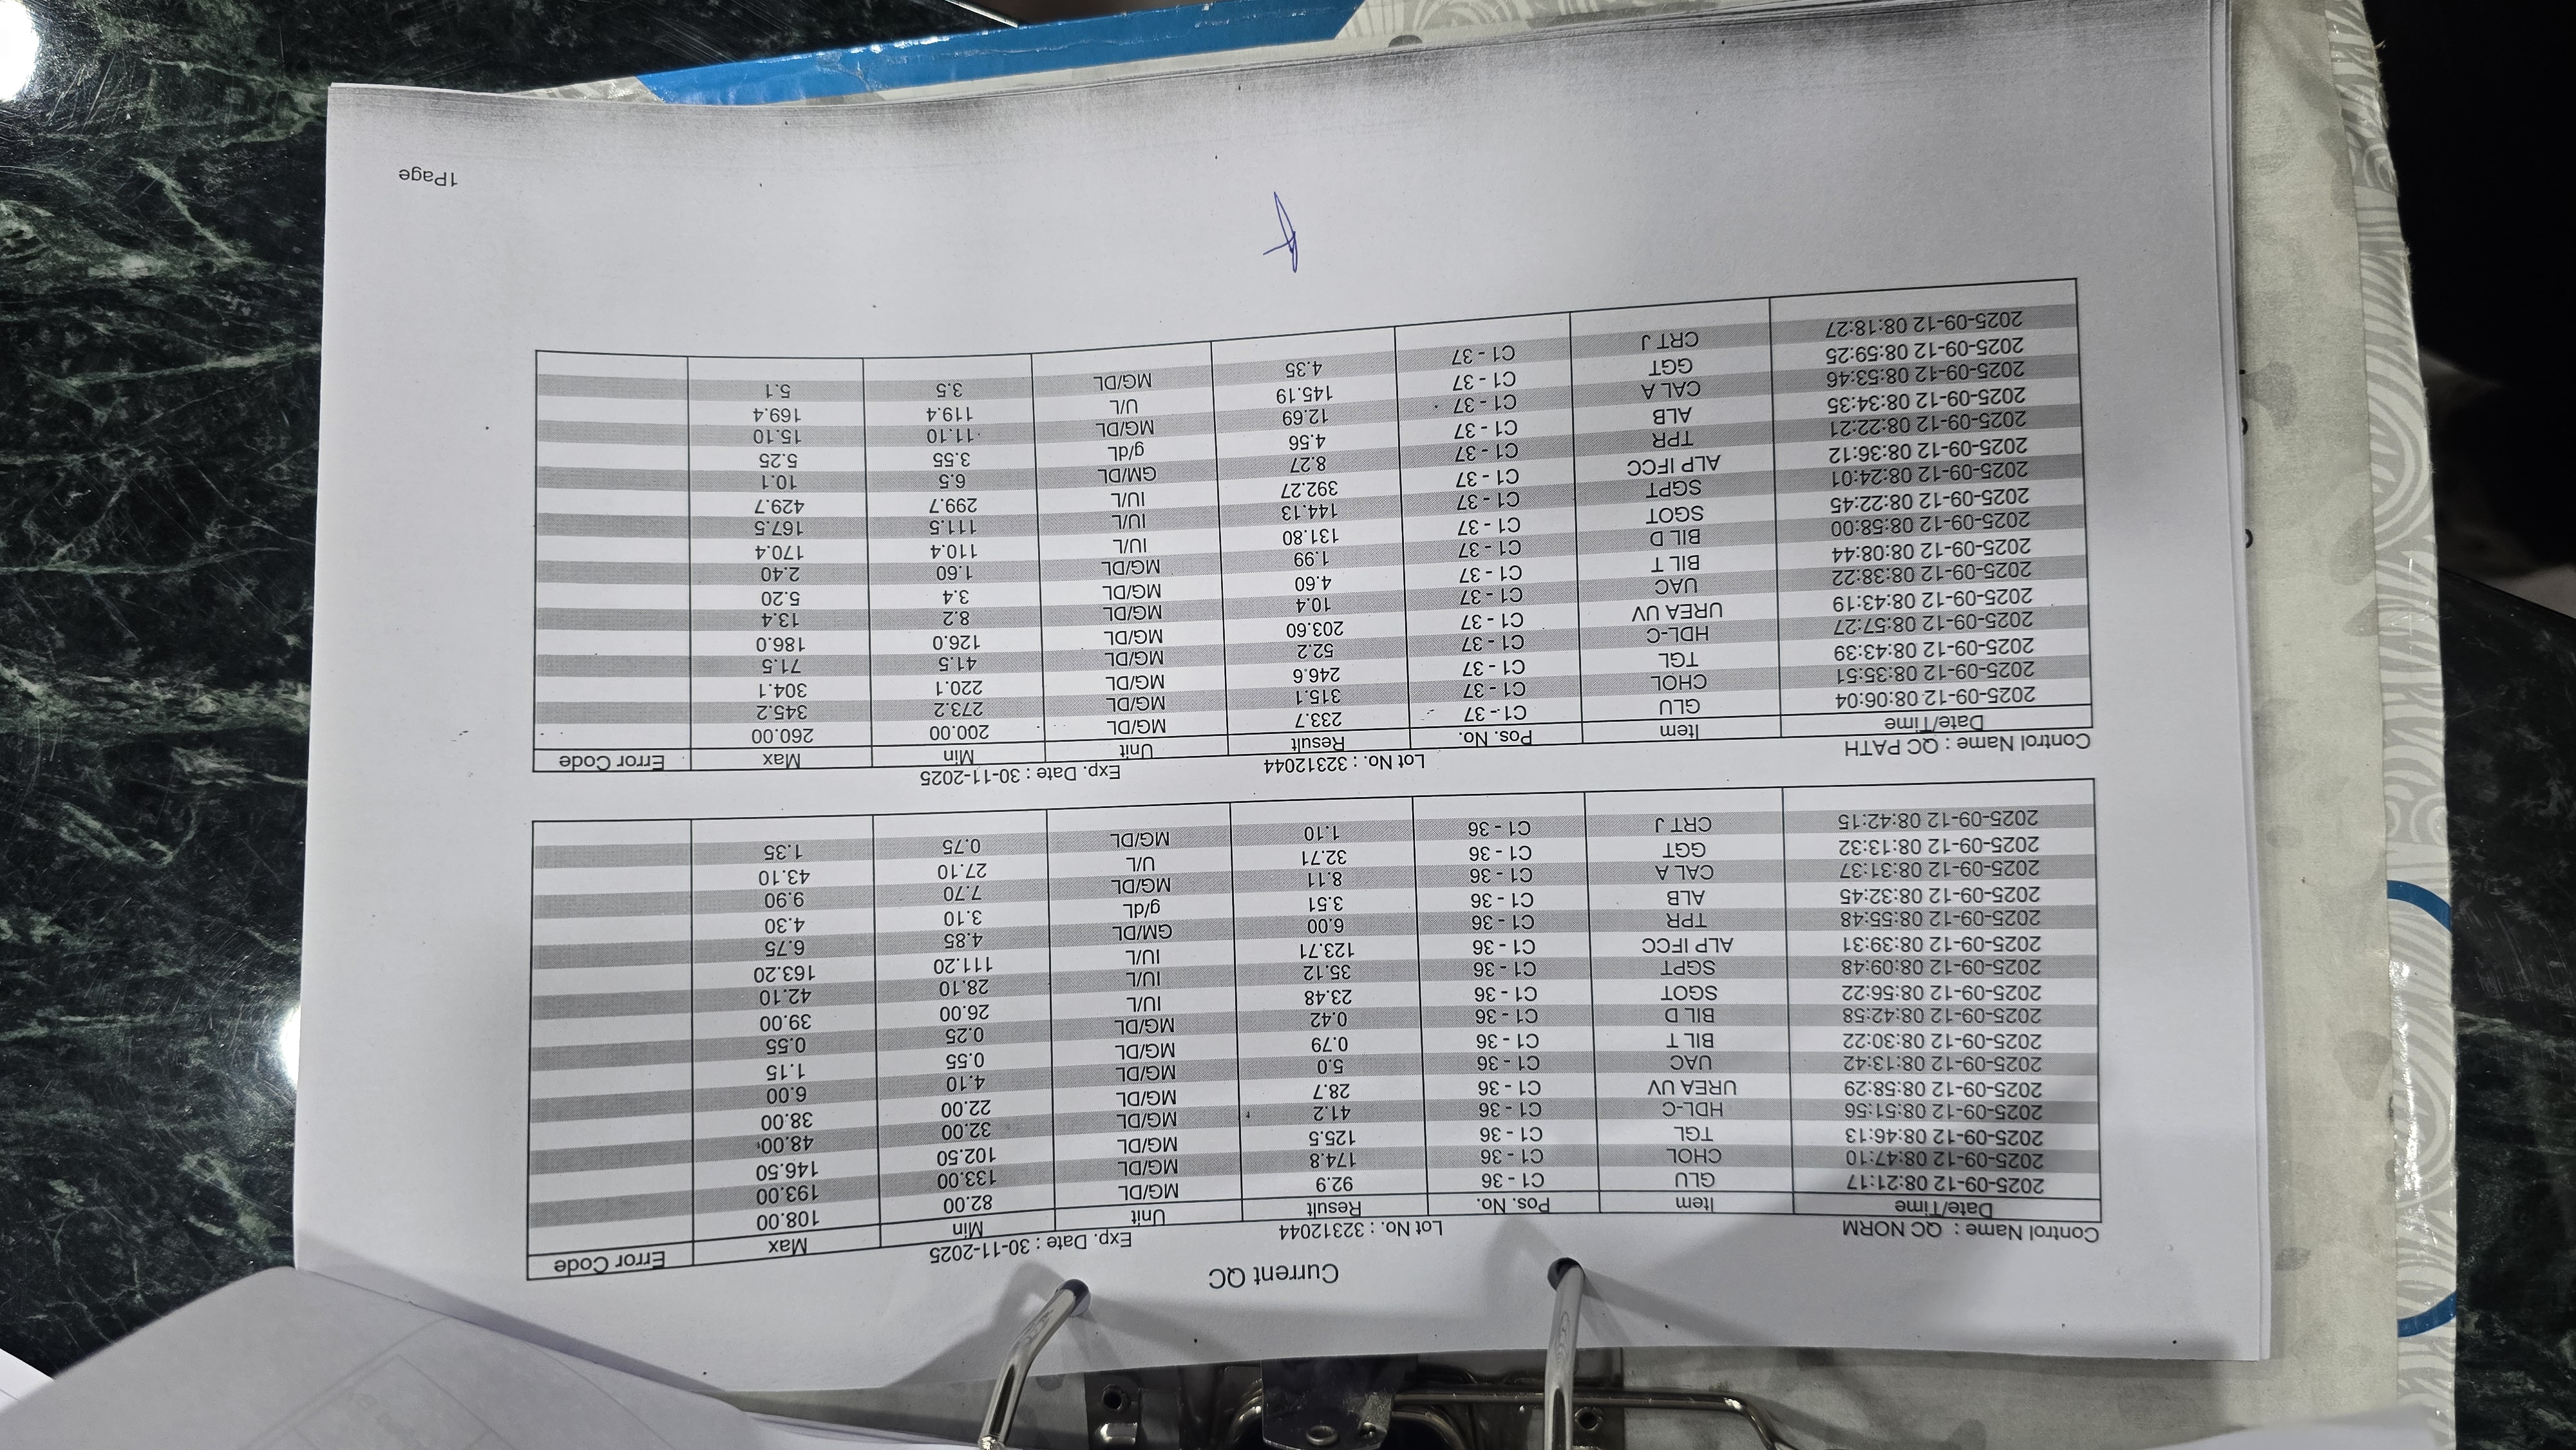 Current QC
Control Name : QC NORM Lot No. : 32312044 Exp. Date : 30-11-2025
Date/Time Item Pos. No. Result Unit Min Max Error Code
2025-09-12 08:21:17 GLU C1 - 36 92.9 MG/DL 82.00 108.00
2025-09-12 08:47:10 CHOL C1 - 36 174.8 MG/DL 133.00 193.00
2025-09-12 08:46:13 TGL C1 - 36 125.5 MG/DL 102.50 146.50
2025-09-12 08:51:56 HDL-C C1 - 36 41.2 MG/DL 32.00 48.00
2025-09-12 08:58:29 UREA UV C1 - 36 28.7 MG/DL 22.00 38.00
2025-09-12 08:13:42 UAC C1 - 36 5.0 MG/DL 4.10 6.00
2025-09-12 08:30:22 BIL T C1 - 36 0.79 MG/DL 0.55 1.15
2025-09-12 08:42:58 BIL D C1 - 36 0.42 MG/DL 0.25 0.55
2025-09-12 08:56:22 SGOT C1 - 36 23.48 IU/L 26.00 39.00
2025-09-12 08:09:48 SGPT C1 - 36 35.12 IU/L 28.10 42.10
2025-09-12 08:39:31 ALP IFCC C1 - 36 123.71 IU/L 111.20 163.20
2025-09-12 08:55:48 TPR C1 - 36 6.00 GM/DL 4.85 6.75
2025-09-12 08:32:45 ALB C1 - 36 3.51 g/dL 3.10 4.30
2025-09-12 08:31:37 CAL A C1 - 36 8.11 MG/DL 7.70 9.90
2025-09-12 08:13:32 GGT C1 - 36 32.71 U/L 27.10 43.10
2025-09-12 08:42:15 CRT J C1 - 36 1.10 MG/DL 0.75 1.35
Control Name : QC PATH Lot No. : 32312044 Exp. Date : 30-11-2025
Date/Time Item Pos. No. Result Unit Min Max Error Code
2025-09-12 08:06:04 GLU C1 - 37 233.7 MG/DL 200.00 260.00
2025-09-12 08:35:51 CHOL C1 - 37 315.1 MG/DL 273.2 345.2
2025-09-12 08:43:39 TGL C1 - 37 246.6 MG/DL 220.1 304.1
2025-09-12 08:57:27 HDL-C C1 - 37 52.2 MG/DL 41.5 71.5
2025-09-12 08:43:19 UREA UV C1 - 37 203.60 MG/DL 126.0 186.0
2025-09-12 08:38:22 UAC C1 - 37 10.4 MG/DL 8.2 13.4
2025-09-12 08:08:44 BIL T C1 - 37 4.60 MG/DL 3.4 5.20
2025-09-12 08:58:00 BIL D C1 - 37 1.99 MG/DL 1.60 2.40
2025-09-12 08:22:45 SGOT C1 - 37 131.80 IU/L 110.4 170.4
2025-09-12 08:24:01 SGPT C1 - 37 144.13 IU/L 111.5 167.5
2025-09-12 08:36:12 ALP IFCC C1 - 37 392.27 IU/L 299.7 429.7
2025-09-12 08:22:21 TPR C1 - 37 8.27 GM/DL 6.5 10.1
2025-09-12 08:34:35 ALB C1 - 37 4.56 g/dL 3.55 5.25
2025-09-12 08:53:46 CAL A C1 - 37 12.69 MG/DL 11.10 15.10
2025-09-12 08:59:25 GGT C1 - 37 145.19 U/L 119.4 169.4
2025-09-12 08:18:27 CRT J C1 - 37 4.35 MG/DL 3.5 5.1
1Page